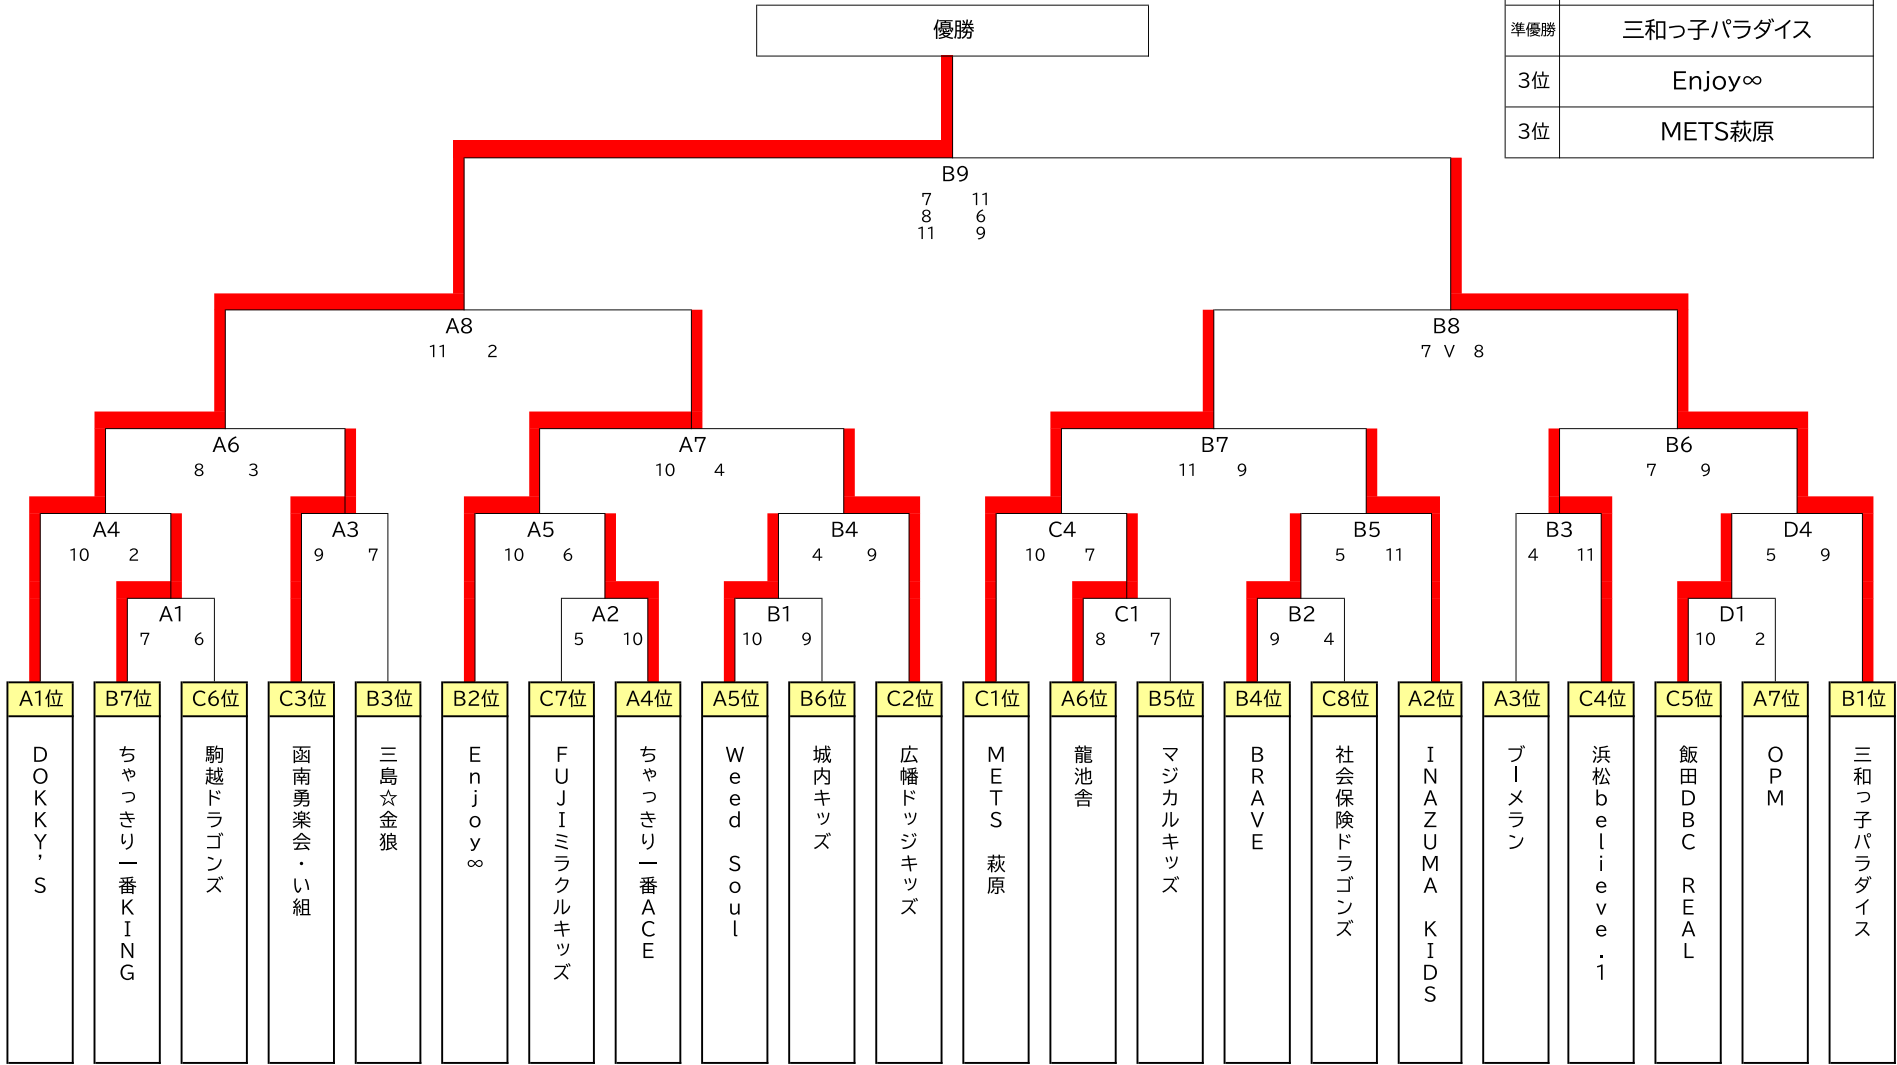 優勝
準優勝 三和っ子パラダイス
3位 Enjoy∞
3位 METS萩原
B9
7 11
8 6
11 9
A8
11 2
B8
7 V 8
A6
8 3
A7
10 4
B7
11 9
B6
7 9
A4
10 2
A3
9 7
A5
10 6
B4
4 9
C4
10 7
B5
5 11
B3
4 11
D4
5 9
A1
7 6
A2
5 10
B1
10 9
C1
8 7
B2
9 4
D1
10 2
A1位
B7位
C6位
C3位
B3位
B2位
C7位
A4位
A5位
B6位
C2位
C1位
A6位
B5位
B4位
C8位
A2位
A3位
C4位
C5位
A7位
B1位
DOKKY'S
ちゃっきり一番KING
駒越ドラゴンズ
函南勇楽会・い組
三島☆金狼
Enjoy∞
FUJIミラクルキッズ
ちゃっきり一番ACE
Weed Soul
城内キッズ
広幡ドッジキッズ
METS 萩原
龍池舎
マジカルキッズ
BRAVE
社会保険ドラゴンズ
INAZUMA KIDS
ブーメラン
浜松believe.1
飯田DBC REAL
OPM
三和っ子パラダイス